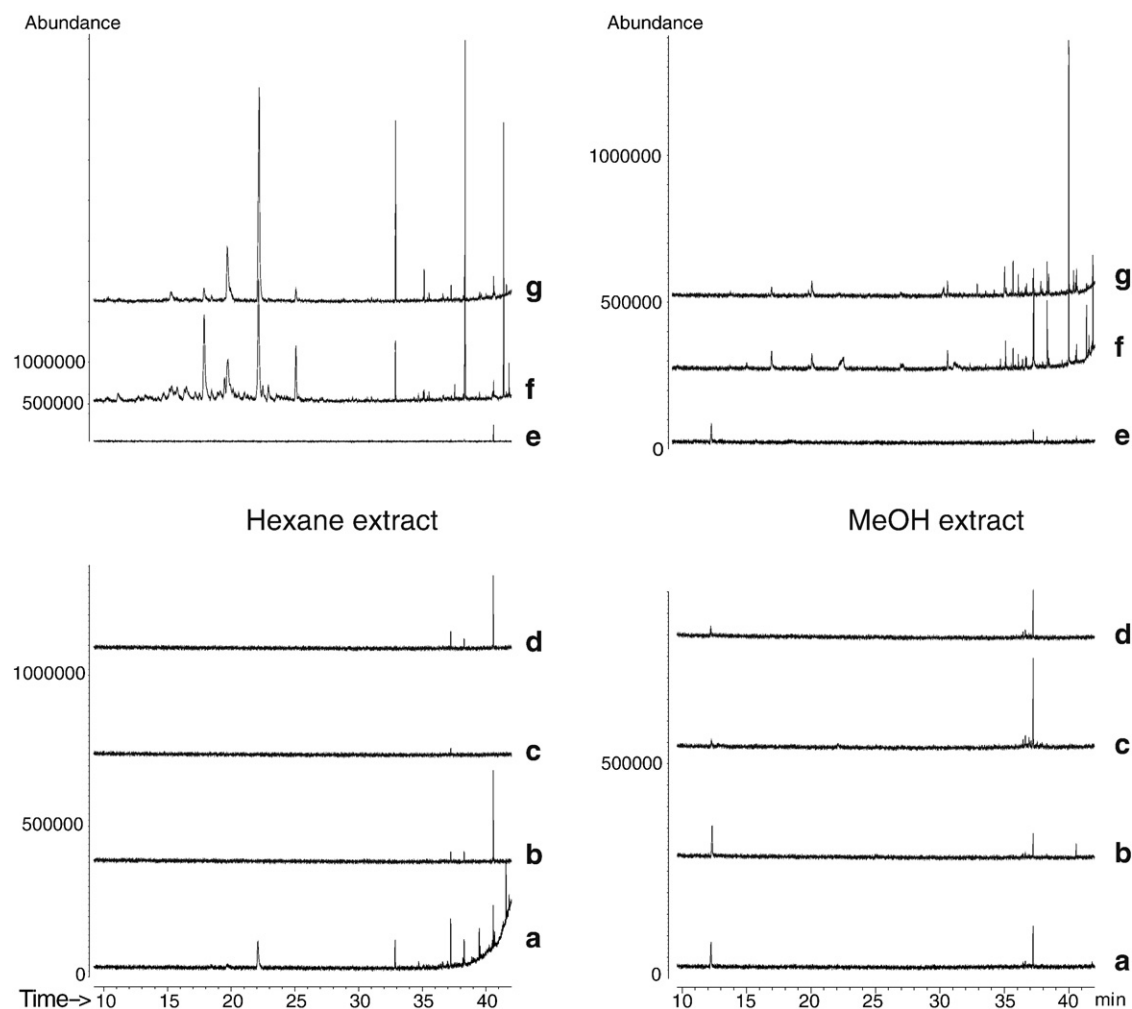 Abundance
Abundance
1000000
g
g
500000
1000000
f
f
500000
e
0
e
Hexane extract
MeOH extract
d
d
1000000
c
c
500000
500000
b
b
a
a
0
0
Time–> 10 15 20 25 30 35 40
10 15 20 25 30 35 40 min